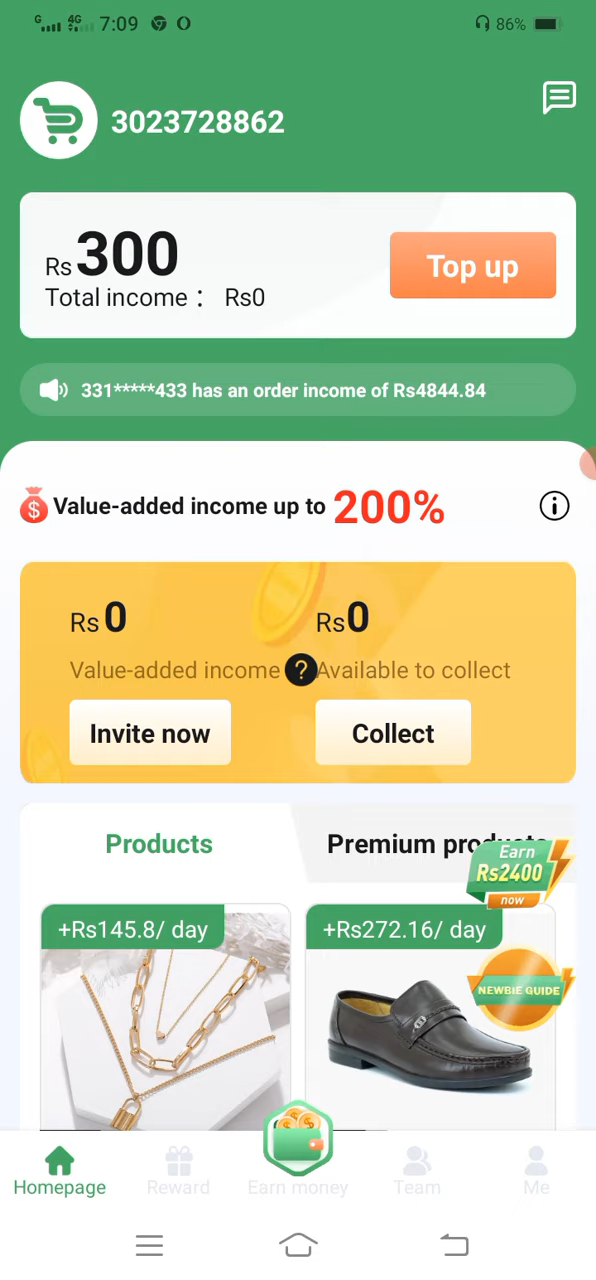 G 4G 7:09 86%
3023728862
Rs 300 Top up
Total income： Rs0
331*****433 has an order income of Rs4844.84
Value-added income up to 200%
Rs 0 Rs 0
Value-added income ? Available to collect
Invite now Collect
Products Premium products
Earn
Rs2400
now
+Rs145.8/ day +Rs272.16/ day
NEWBIE GUIDE
Homepage Reward Earn money Team Me